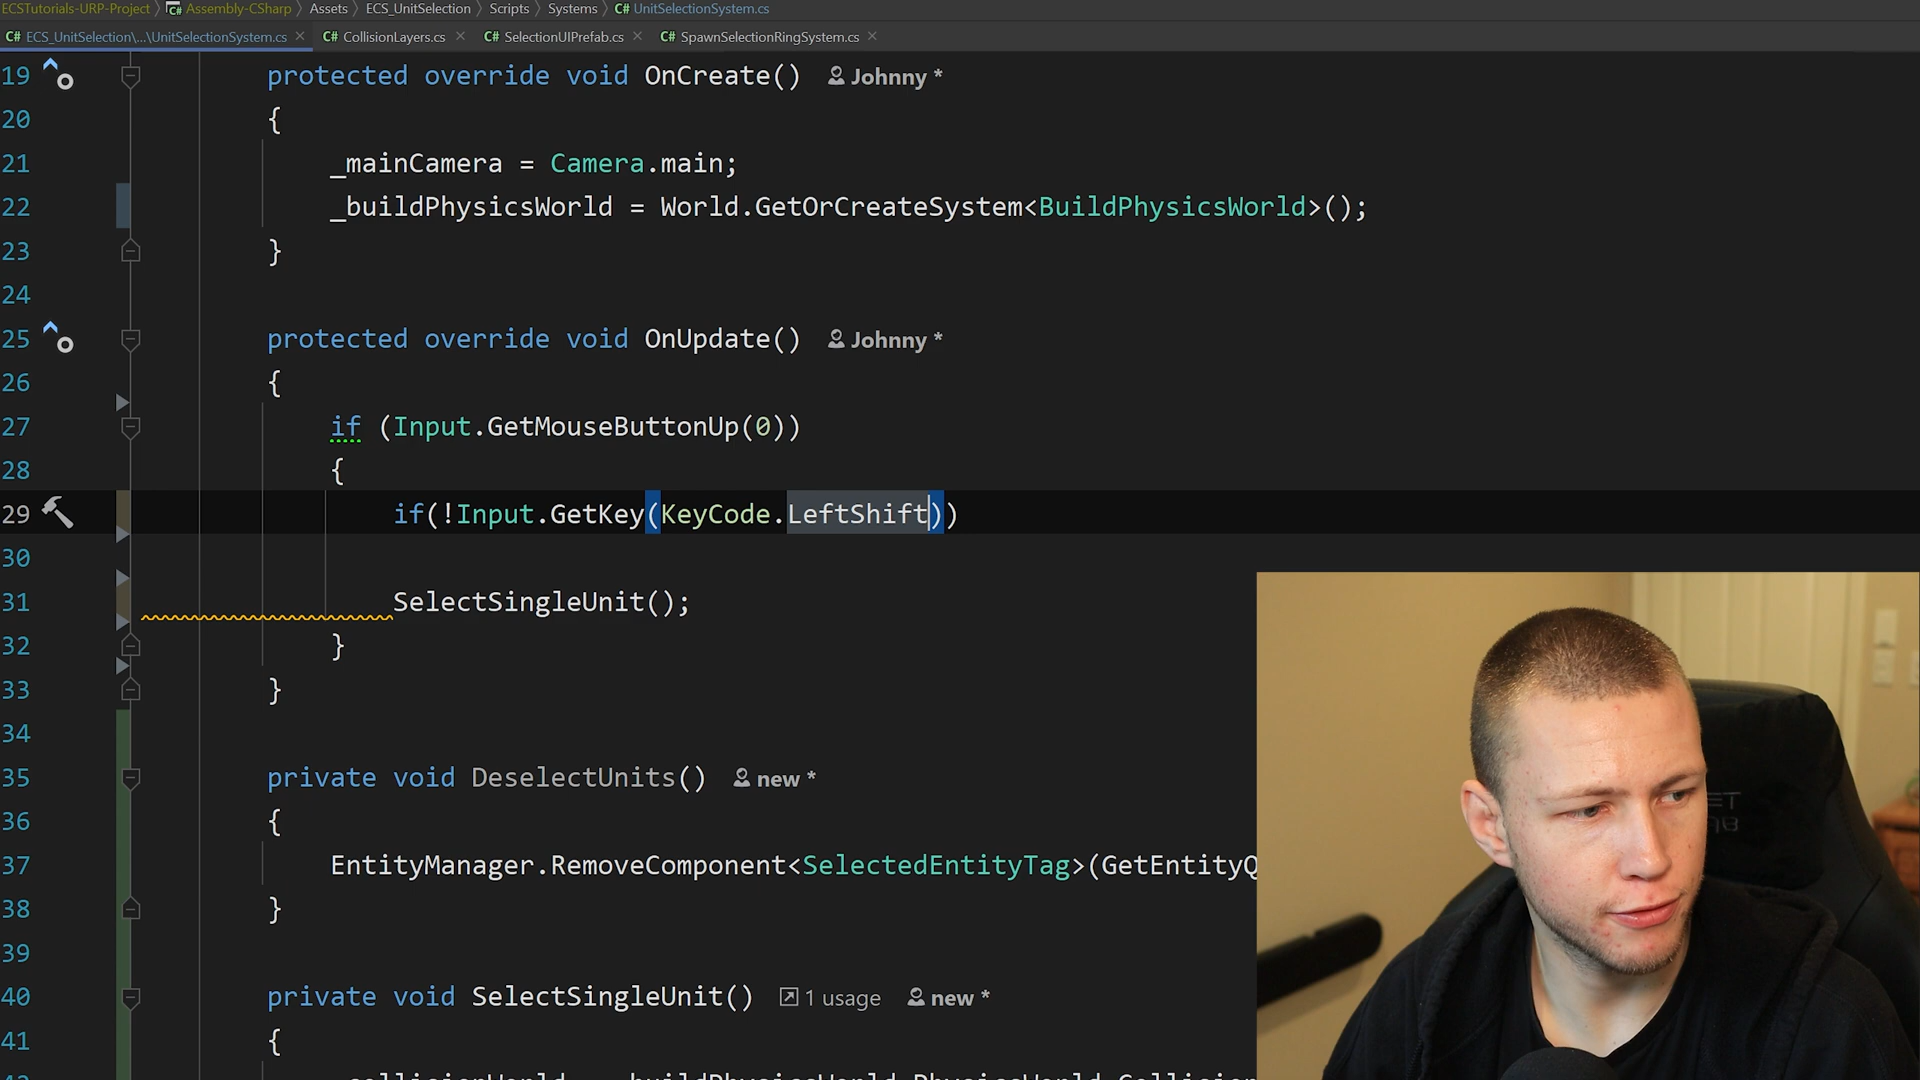 ECSTutorials-URP-Project Assembly-CSharp Assets ECS_UnitSelection Scripts Systems C# UnitSelectionSystem.cs
C# ECS_UnitSelection\...\UnitSelectionSystem.cs × C# CollisionLayers.cs × C# SelectionUIPrefab.cs × C# SpawnSelectionRingSystem.cs ×
19 protected override void OnCreate() Johnny *
20 {
21 _mainCamera = Camera.main;
22 _buildPhysicsWorld = World.GetOrCreateSystem<BuildPhysicsWorld>();
23 }
24
25 protected override void OnUpdate() Johnny *
26 {
27 if (Input.GetMouseButtonUp(0))
28 {
29 if(!Input.GetKey(KeyCode.LeftShift))
30
31 SelectSingleUnit();
32 }
33 }
34
35 private void DeselectUnits() new *
36 {
37 EntityManager.RemoveComponent<SelectedEntityTag>(GetEntityQ
38 }
39
40 private void SelectSingleUnit() 1 usage new *
41 {